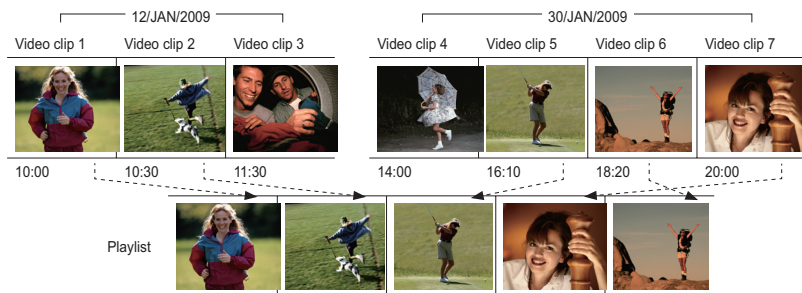 12/JAN/2009 30/JAN/2009
Video clip 1 Video clip 2 Video clip 3 Video clip 4 Video clip 5 Video clip 6 Video clip 7
10:00 10:30 11:30 14:00 16:10 18:20 20:00
Playlist